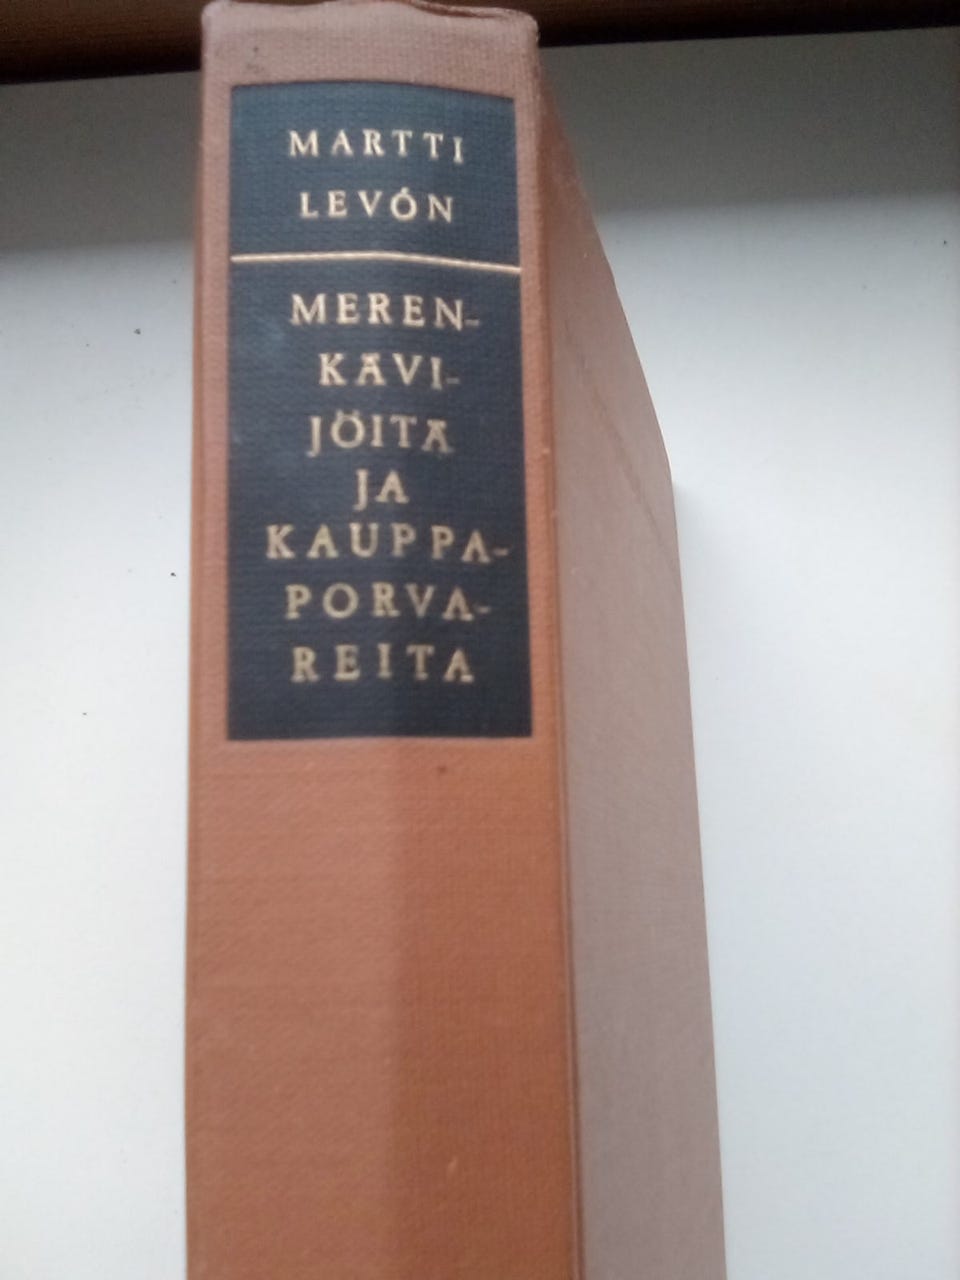 MARTTI
LEVÓN
MEREN-
KÄVI-
JÖITÄ
JA
KAUPPA-
PORVA-
REITA